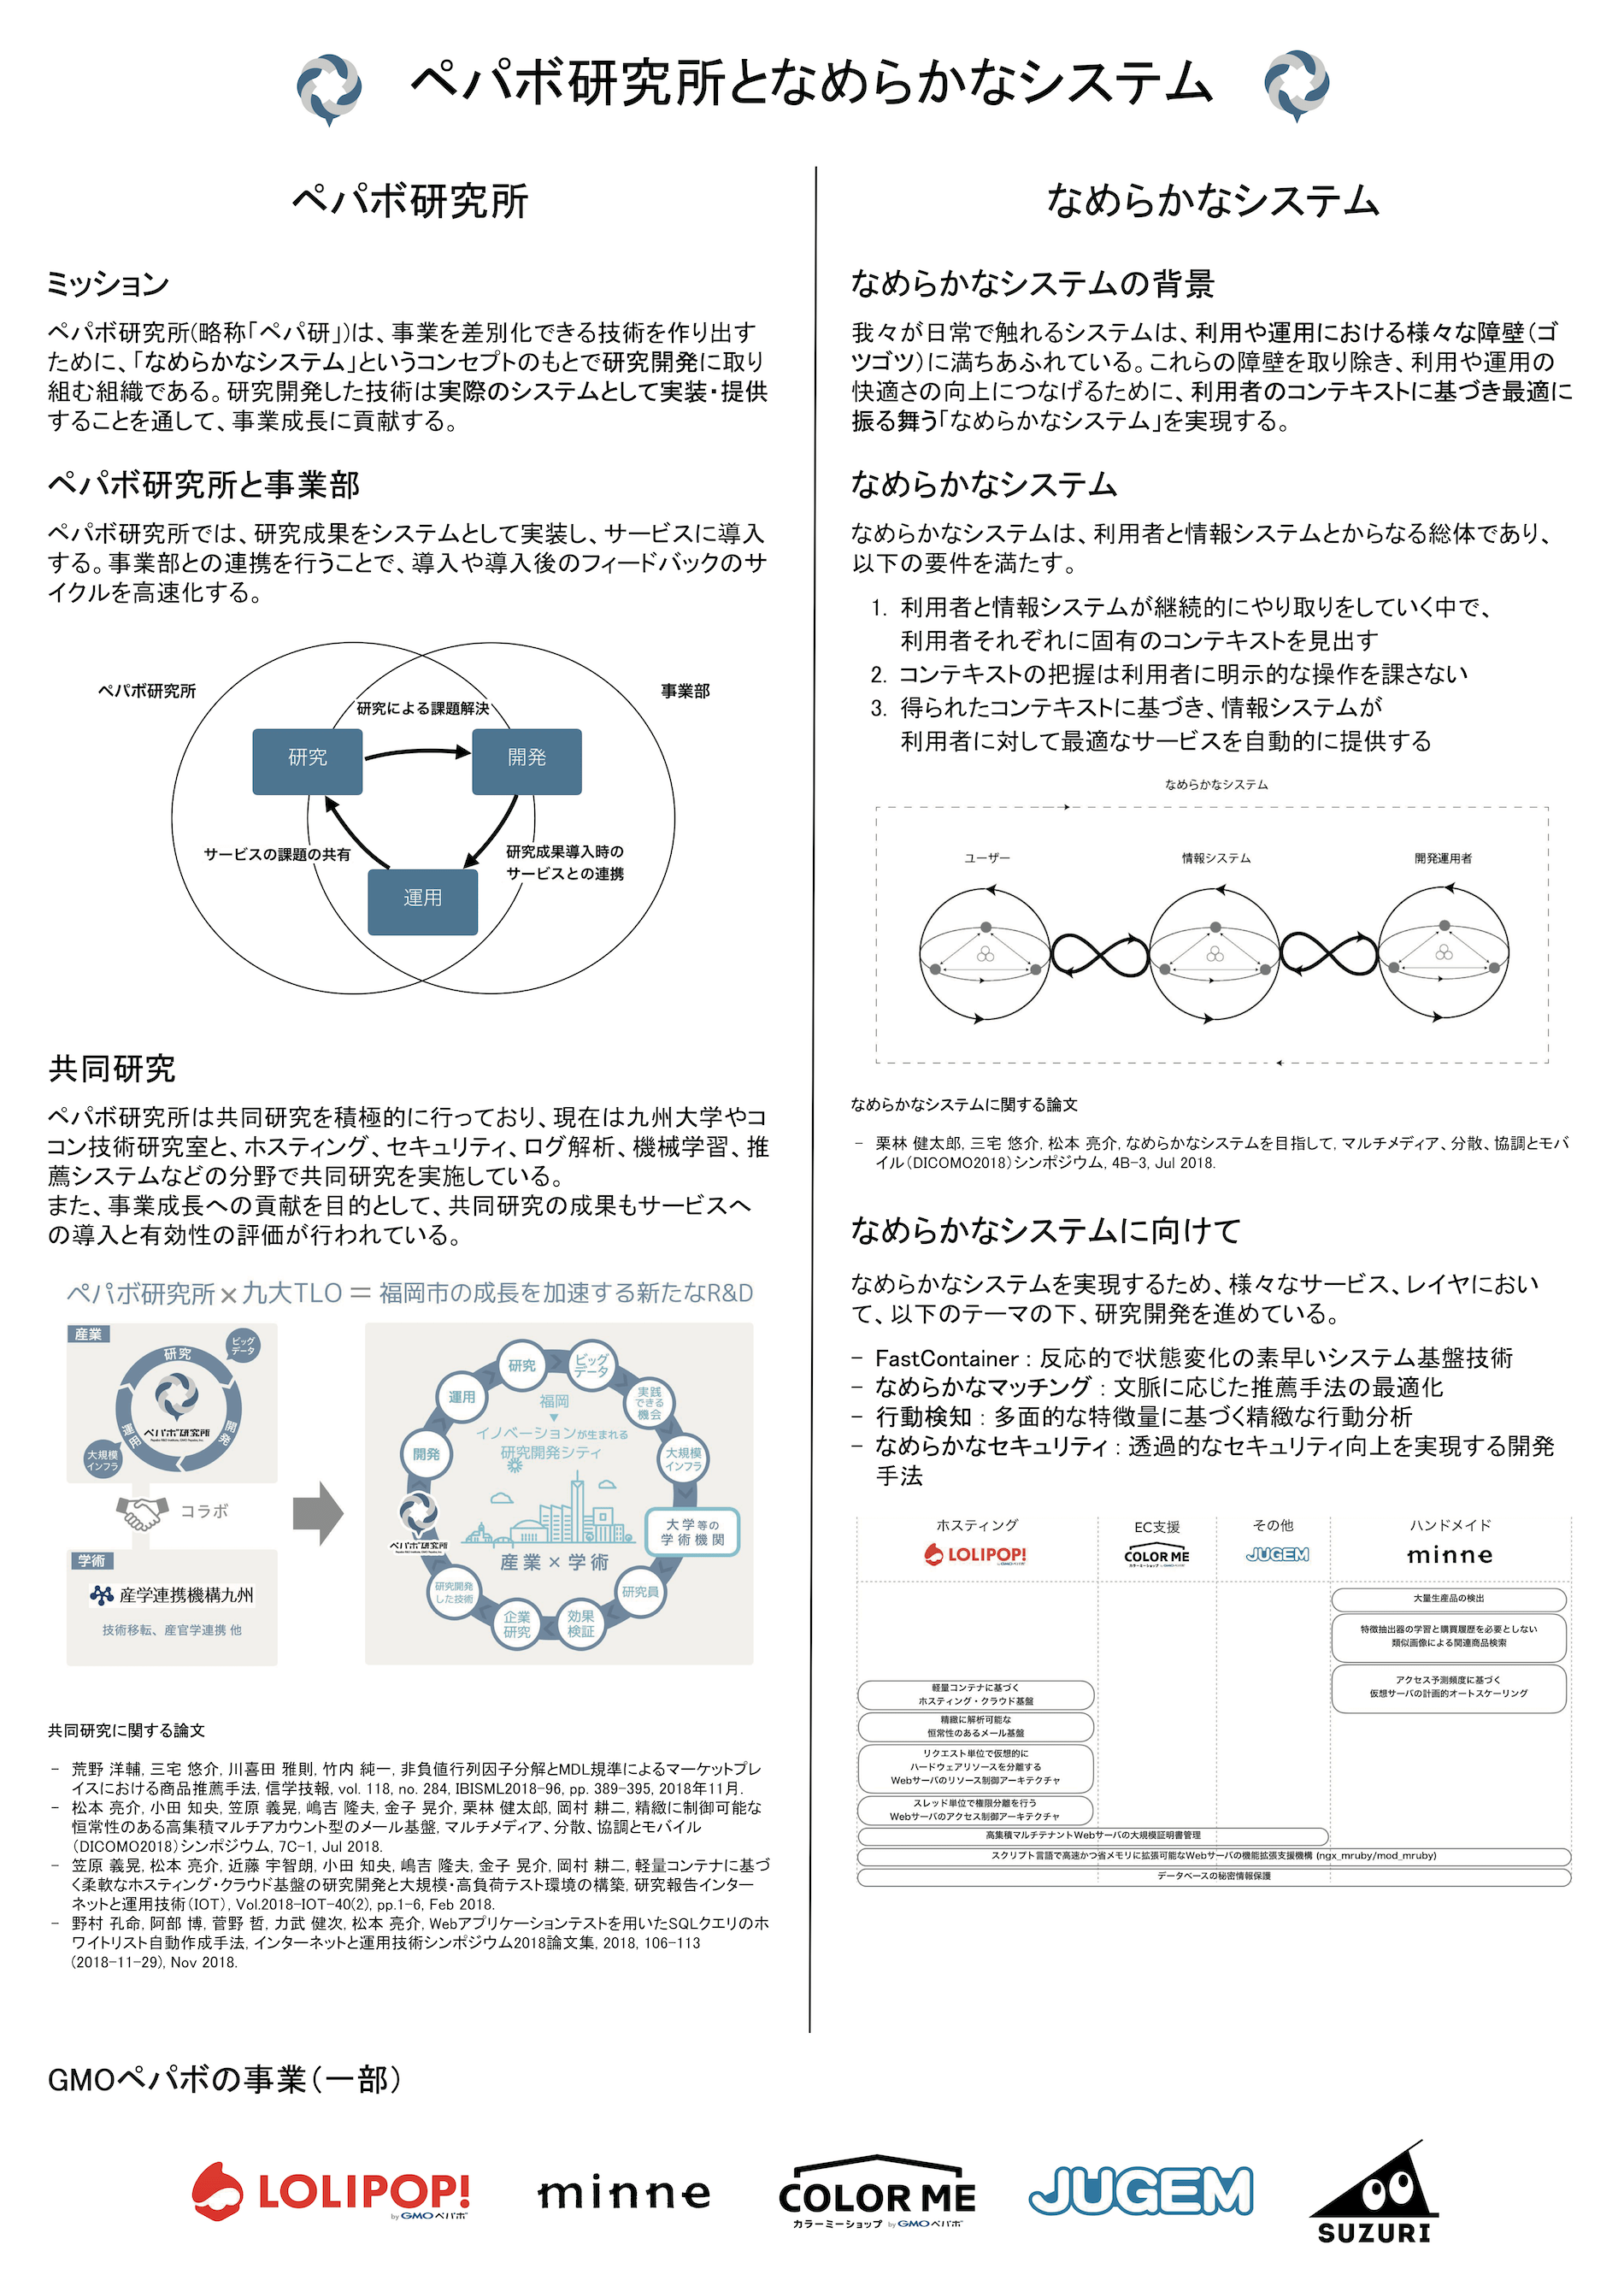 ペパボ研究所となめらかなシステム
ペパボ研究所
ミッション
ペパボ研究所(略称「ペパ研」)は、事業を差別化できる技術を作り出す
ために、「なめらかなシステム」というコンセプトのもとで研究開発に取り
組む組織である。研究開発した技術は実際のシステムとして実装・提供
することを通して、事業成長に貢献する。
ペパボ研究所と事業部
ペパボ研究所では、研究成果をシステムとして実装し、サービスに導入
する。事業部との連携を行うことで、導入や導入後のフィードバックのサ
イクルを高速化する。
ペパボ研究所
事業部
研究による課題解決
研究
開発
サービスの課題の共有
研究成果導入時の
サービスとの連携
運用
共同研究
ペパボ研究所は共同研究を積極的に行っており、現在は九州大学やコ
コン技術研究室と、ホスティング、セキュリティ、ログ解析、機械学習、推
薦システムなどの分野で共同研究を実施している。
また、事業成長への貢献を目的として、共同研究の成果もサービスへ
の導入と有効性の評価が行われている。
ペパボ研究所×九大TLO＝福岡市の成長を加速する新たなR&D
産業
研究
ビッグ
データ
ペパボ研究所
開発
運用
大規模
インフラ
コラボ
学術
産学連携機構九州
技術移転、産官学連携 他
研究
ビッグ
データ
実践
できる
機会
大規模
インフラ
大学等の
学術機関
研究員
効果
検証
企業
研究
研究開発
した技術
ペパボ研究所
開発
運用
福岡
▼
イノベーションが生まれる
研究開発シティ
産業×学術
共同研究に関する論文
− 荒野 洋輔, 三宅 悠介, 川喜田 雅則, 竹内 純一, 非負値行列因子分解とMDL規準によるマーケットプレ
イスにおける商品推薦手法, 信学技報, vol. 118, no. 284, IBISML2018-96, pp. 389-395, 2018年11月.
− 松本 亮介, 小田 知央, 笠原 義晃, 嶋吉 隆夫, 金子 晃介, 栗林 健太郎, 岡村 耕二, 精緻に制御可能な
恒常性のある高集積マルチアカウント型のメール基盤, マルチメディア、分散、協調とモバイル
（DICOMO2018）シンポジウム, 7C-1, Jul 2018.
− 笠原 義晃, 松本 亮介, 近藤 宇智朗, 小田 知央, 嶋吉 隆夫, 金子 晃介, 岡村 耕二, 軽量コンテナに基づ
く柔軟なホスティング・クラウド基盤の研究開発と大規模・高負荷テスト環境の構築, 研究報告インター
ネットと運用技術（IOT）, Vol.2018-IOT-40(2), pp.1-6, Feb 2018.
− 野村 孔命, 阿部 博, 菅野 哲, 力武 健次, 松本 亮介, Webアプリケーションテストを用いたSQLクエリのホ
ワイトリスト自動作成手法, インターネットと運用技術シンポジウム2018論文集, 2018, 106-113
(2018-11-29), Nov 2018.
なめらかなシステム
なめらかなシステムの背景
我々が日常で触れるシステムは、利用や運用における様々な障壁（ゴ
ツゴツ）に満ちあふれている。これらの障壁を取り除き、利用や運用の
快適さの向上につなげるために、利用者のコンテキストに基づき最適に
振る舞う「なめらかなシステム」を実現する。
なめらかなシステム
なめらかなシステムは、利用者と情報システムとからなる総体であり、
以下の要件を満たす。
1. 利用者と情報システムが継続的にやり取りをしていく中で、
利用者それぞれに固有のコンテキストを見出す
2. コンテキストの把握は利用者に明示的な操作を課さない
3. 得られたコンテキストに基づき、情報システムが
利用者に対して最適なサービスを自動的に提供する
なめらかなシステム
ユーザー
情報システム
開発運用者
なめらかなシステムに関する論文
− 栗林 健太郎, 三宅 悠介, 松本 亮介, なめらかなシステムを目指して, マルチメディア、分散、協調とモバ
イル（DICOMO2018）シンポジウム, 4B-3, Jul 2018.
なめらかなシステムに向けて
なめらかなシステムを実現するため、様々なサービス、レイヤにおい
て、以下のテーマの下、研究開発を進めている。
− FastContainer : 反応的で状態変化の素早いシステム基盤技術
− なめらかなマッチング : 文脈に応じた推薦手法の最適化
− 行動検知 : 多面的な特徴量に基づく精緻な行動分析
− なめらかなセキュリティ : 透過的なセキュリティ向上を実現する開発
手法
ホスティング
EC支援
その他
ハンドメイド
LOLIPOP!
COLOR ME
JUGEM
minne
大量生産品の検出
特徴抽出器の学習と購買履歴を必要としない
類似画像による関連商品検索
アクセス予測頻度に基づく
仮想サーバの計画的オートスケーリング
軽量コンテナに基づく
ホスティング・クラウド基盤
精緻に解析可能な
恒常性のあるメール基盤
リクエスト単位で仮想的に
ハードウェアリソースを分離する
Webサーバのリソース制御アーキテクチャ
スレッド単位で権限分離を行う
Webサーバのアクセス制御アーキテクチャ
高集積マルチテナントWebサーバの大規模証明書管理
スクリプト言語で高速かつ省メモリに拡張可能なWebサーバの機能拡張支援機構 (ngx_mruby/mod_mruby)
データベースの秘密情報保護
GMOペパボの事業（一部）
LOLIPOP!
by GMOペパボ
minne
COLOR ME
カラーミーショップ by GMOペパボ
JUGEM
SUZURI